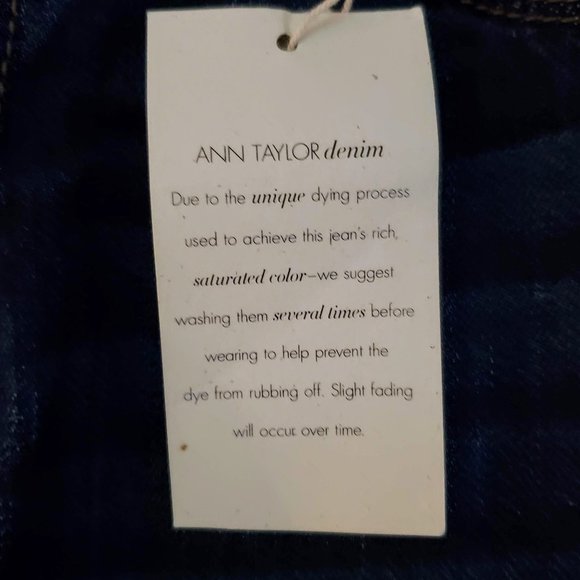 ANN TAYLOR denim
Due to the unique dying process
used to achieve this jean's rich,
saturated color–we suggest
washing them several times before
wearing to help prevent the
dye from rubbing off. Slight fading
will occur over time.